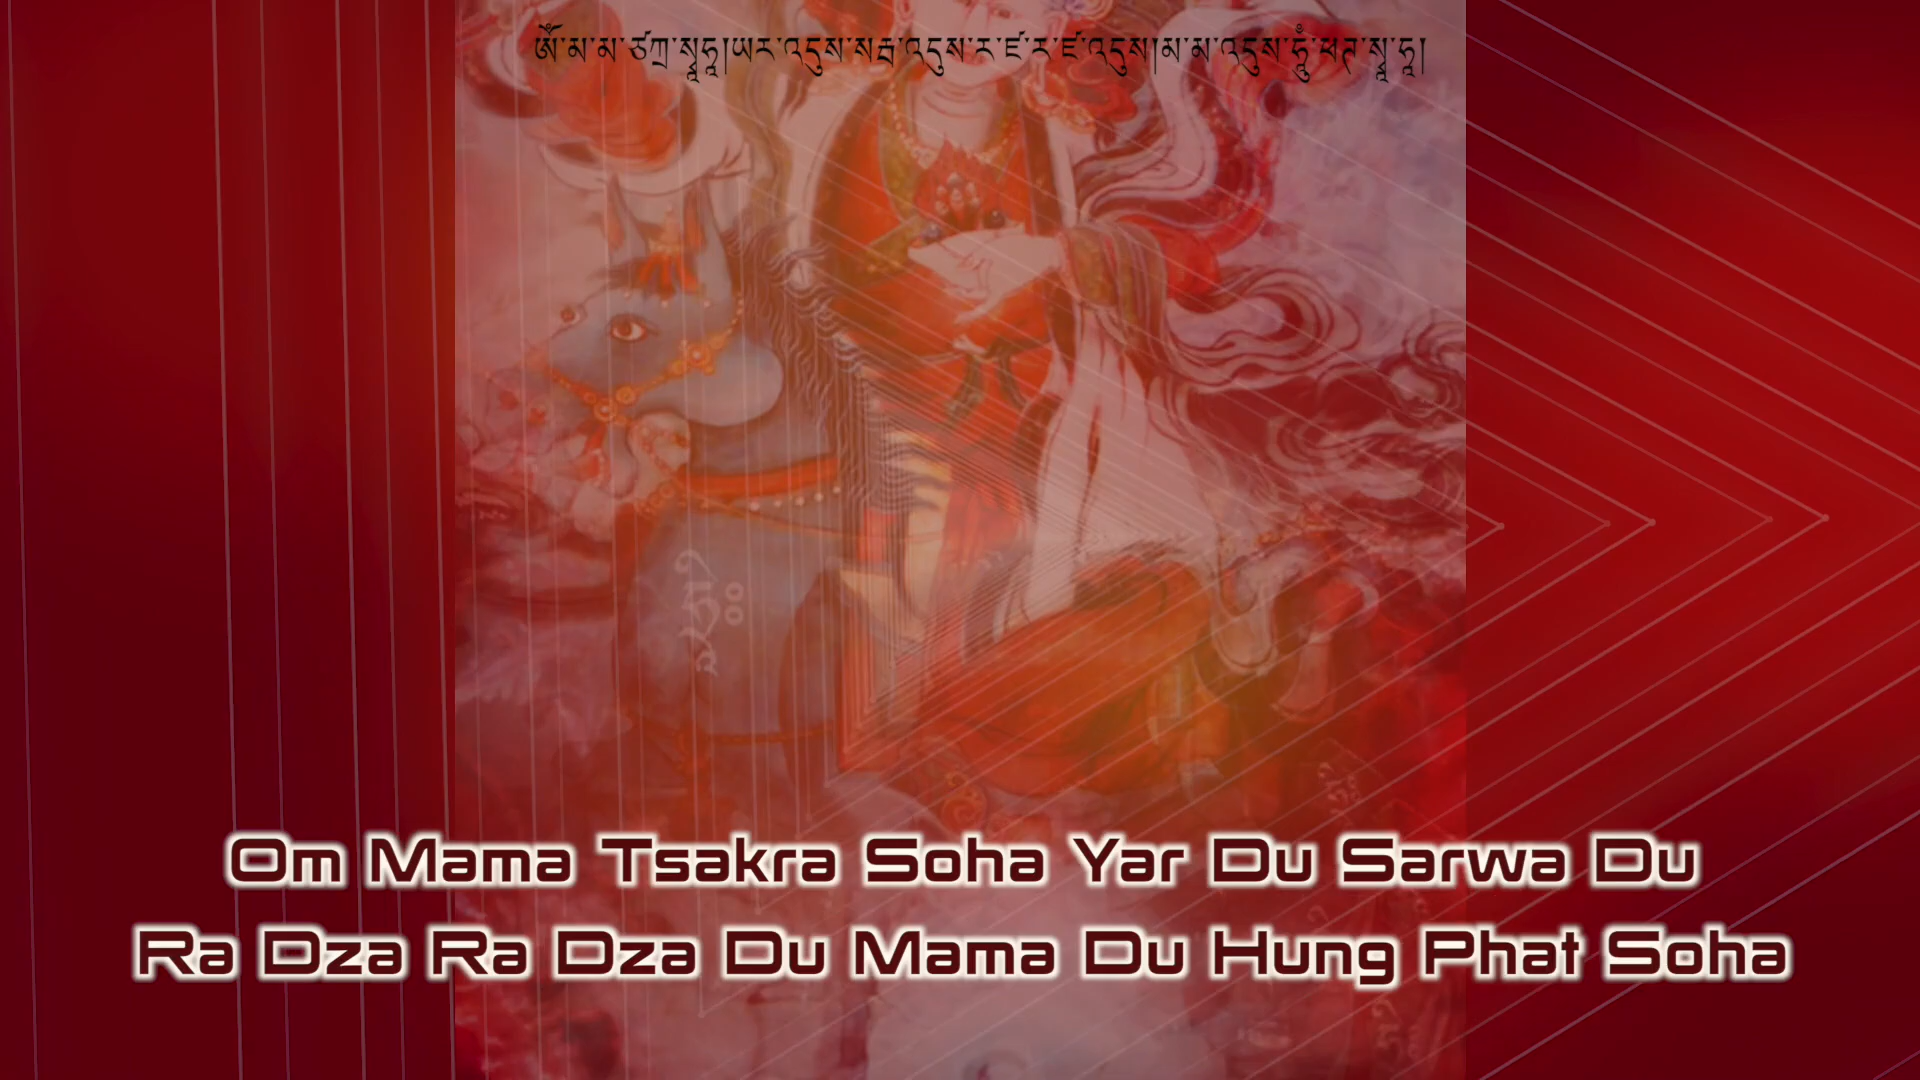 ༀ་མ་མ་ཙཀྲ་སྭཱཧཱ།ཡར་འདུས་སརྦ་འདུས་ར་ཛ་ར་ཛ་འདུས།མ་མ་འདུས་ཧཱུྃ་ཕཊ་སྭཱ་ཧཱ།
Om Mama Tsakra Soha Yar Du Sarwa Du
Ra Dza Ra Dza Du Mama Du Hung Phat Soha